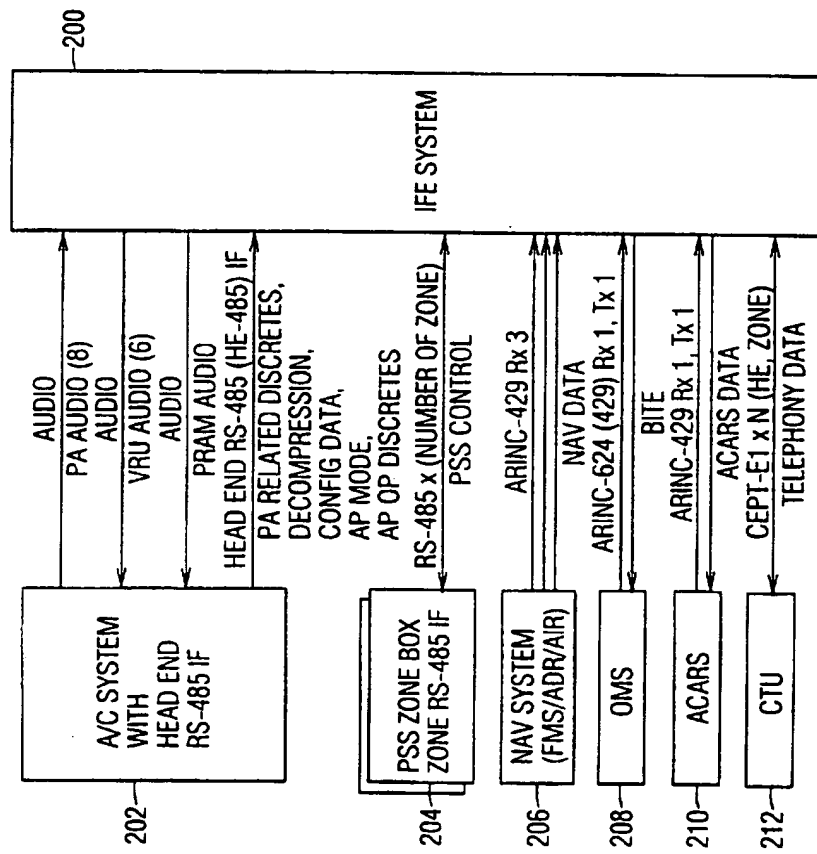 200
IFE SYSTEM
AUDIO
PA AUDIO (8)
AUDIO
VRU AUDIO (6)
AUDIO
PRAM AUDIO
HEAD END RS-485 (HE-485) IF
PA RELATED DISCRETES,
DECOMPRESSION,
CONFIG DATA,
AP MODE,
AP OP DISCRETES
RS-485 x (NUMBER OF ZONE)
PSS CONTROL
ARINC-429 Rx 3
NAV DATA
ARINC-624 (429) Rx 1, Tx 1
BITE
ARINC-429 Rx 1, Tx 1
ACARS DATA
CEPT-E1 x N (HE, ZONE)
TELEPHONY DATA
A/C SYSTEM
WITH
HEAD END
RS-485 IF
202
PSS ZONE BOX
ZONE RS-485 IF
204
NAV SYSTEM
(FMS/ADR/AIR)
206
OMS
208
ACARS
210
CTU
212